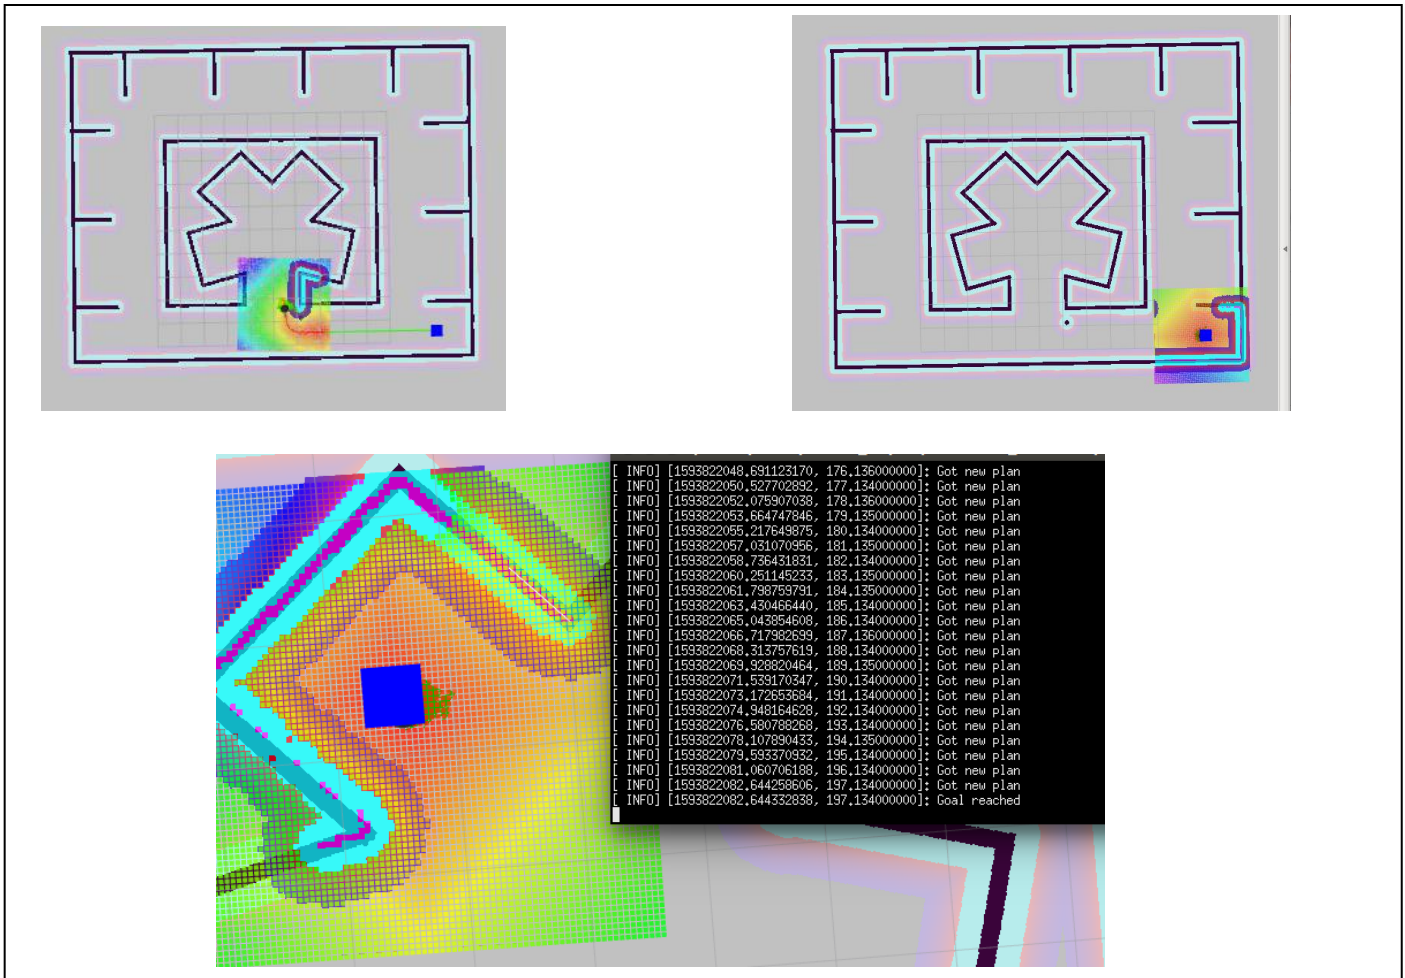 [ INFO] [1593822048.691123170, 176.136000000]: Got new plan
[ INFO] [1593822050.527702892, 177.134000000]: Got new plan
[ INFO] [1593822052.075907038, 178.136000000]: Got new plan
[ INFO] [1593822053.664747846, 179.135000000]: Got new plan
[ INFO] [1593822055.217649875, 180.134000000]: Got new plan
[ INFO] [1593822057.031070956, 181.135000000]: Got new plan
[ INFO] [1593822058.736431831, 182.134000000]: Got new plan
[ INFO] [1593822060.251145233, 183.135000000]: Got new plan
[ INFO] [1593822061.798759791, 184.135000000]: Got new plan
[ INFO] [1593822063.430466440, 185.134000000]: Got new plan
[ INFO] [1593822065.043854608, 186.134000000]: Got new plan
[ INFO] [1593822066.717982699, 187.136000000]: Got new plan
[ INFO] [1593822068.313757619, 188.134000000]: Got new plan
[ INFO] [1593822069.928820464, 189.135000000]: Got new plan
[ INFO] [1593822071.539170347, 190.134000000]: Got new plan
[ INFO] [1593822073.172653684, 191.134000000]: Got new plan
[ INFO] [1593822074.948164628, 192.134000000]: Got new plan
[ INFO] [1593822076.580788268, 193.134000000]: Got new plan
[ INFO] [1593822078.107890433, 194.135000000]: Got new plan
[ INFO] [1593822079.593370932, 195.134000000]: Got new plan
[ INFO] [1593822081.060706188, 196.134000000]: Got new plan
[ INFO] [1593822082.644258606, 197.134000000]: Got new plan
[ INFO] [1593822082.644332838, 197.134000000]: Goal reached